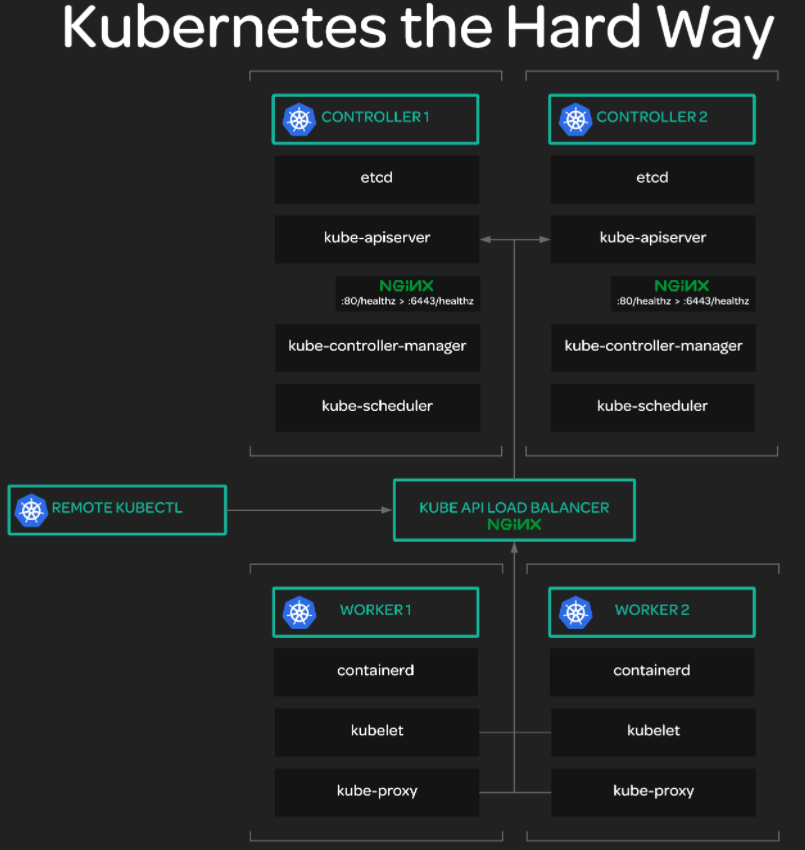 Kubernetes the Hard Way
CONTROLLER 1
etcd
kube-apiserver
NGINX
:80/healthz > :6443/healthz
kube-controller-manager
kube-scheduler
CONTROLLER 2
etcd
kube-apiserver
NGINX
:80/healthz > :6443/healthz
kube-controller-manager
kube-scheduler
REMOTE KUBECTL
KUBE API LOAD BALANCER
NGINX
WORKER 1
containerd
kubelet
kube-proxy
WORKER 2
containerd
kubelet
kube-proxy